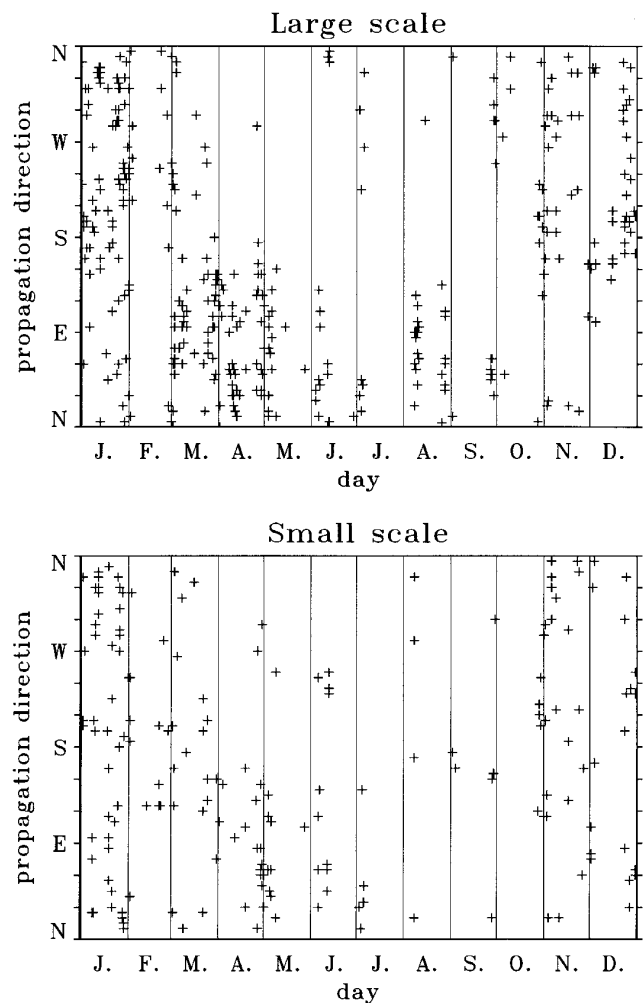 Large scale
N
W
S
E
N
propagation direction
J. F. M. A. M. J. J. A. S. O. N. D.
day
Small scale
N
W
S
E
N
propagation direction
J. F. M. A. M. J. J. A. S. O. N. D.
day